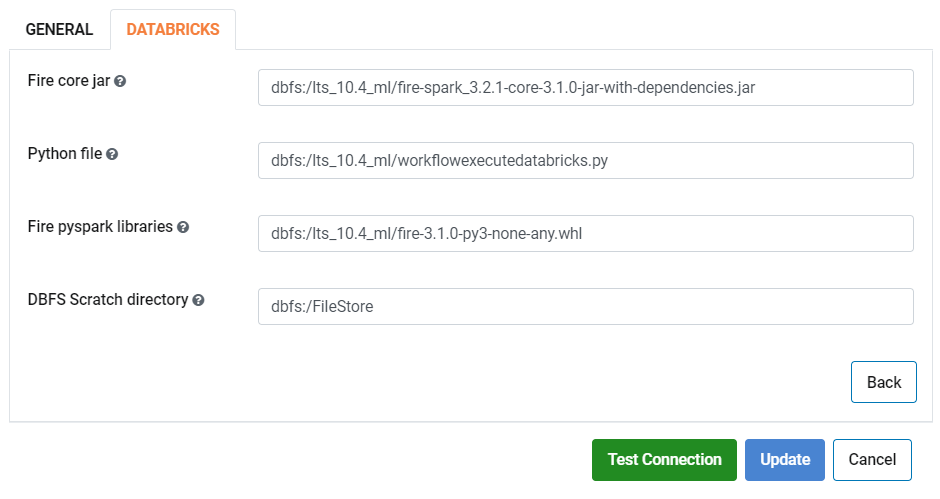 GENERAL DATABRICKS
Fire core jar dbfs:/lts_10.4_ml/fire-spark_3.2.1-core-3.1.0-jar-with-dependencies.jar
Python file dbfs:/lts_10.4_ml/workflowexecutedatabricks.py
Fire pyspark libraries dbfs:/lts_10.4_ml/fire-3.1.0-py3-none-any.whl
DBFS Scratch directory dbfs:/FileStore
Back
Test Connection Update Cancel